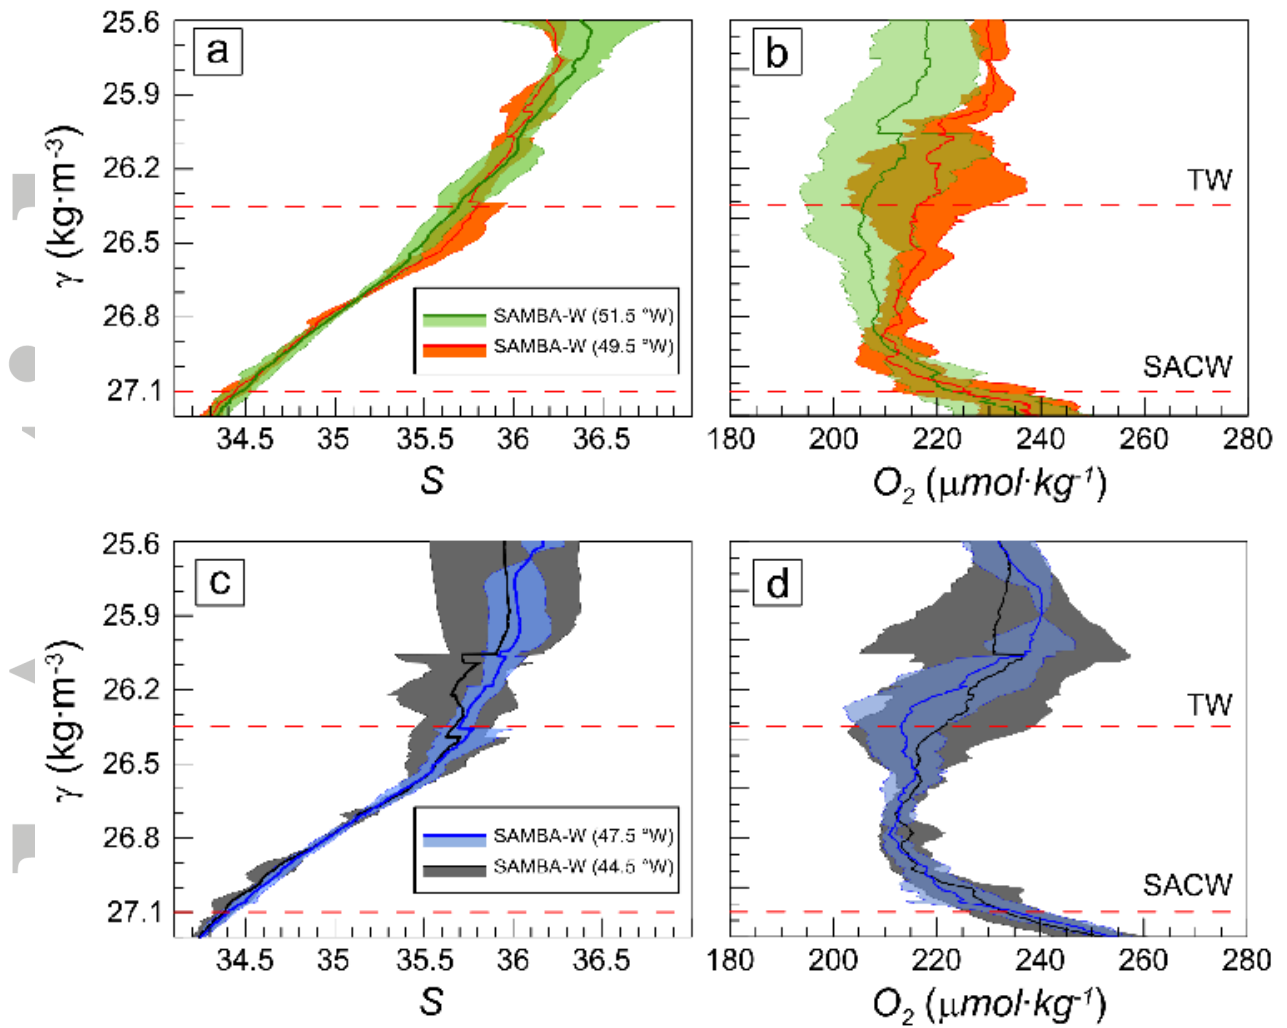 a
25.6
25.9
26.2
26.5
26.8
27.1
γ (kg·m⁻³)
SAMBA-W (51.5 °W)
SAMBA-W (49.5 °W)
34.5 35 35.5 36 36.5
S
b
TW
SACW
180 200 220 240 260 280
O₂ (μmol·kg⁻¹)
c
25.6
25.9
26.2
26.5
26.8
27.1
γ (kg·m⁻³)
SAMBA-W (47.5 °W)
SAMBA-W (44.5 °W)
34.5 35 35.5 36 36.5
S
d
TW
SACW
180 200 220 240 260 280
O₂ (μmol·kg⁻¹)